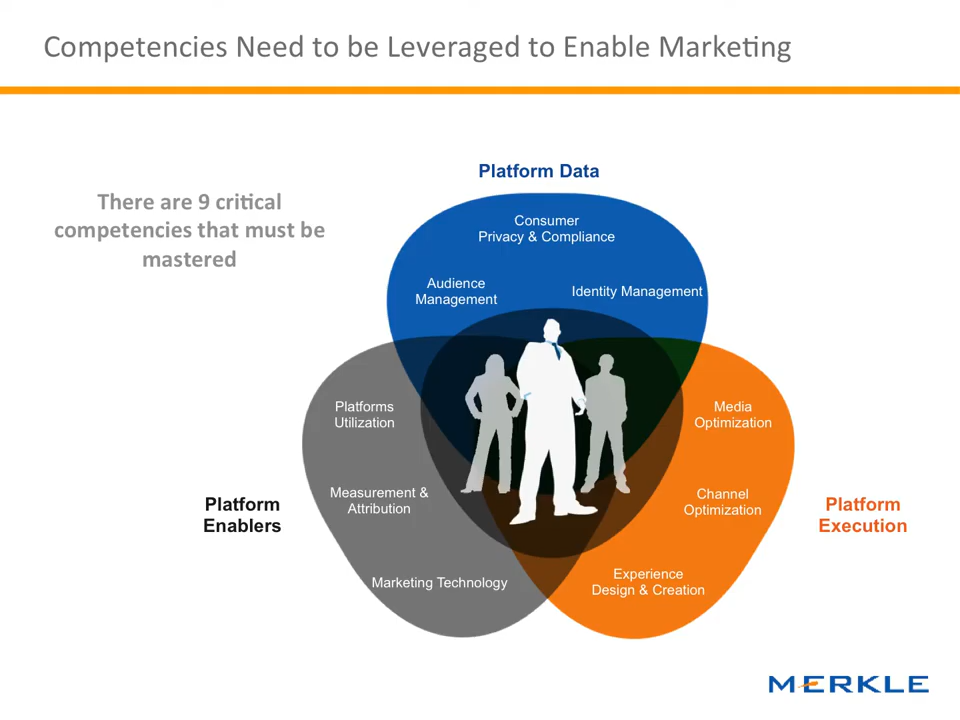 Competencies Need to be Leveraged to Enable Marketing
There are 9 critical
competencies that must be
mastered
Platform Data
Consumer
Privacy & Compliance
Audience
Management
Identity Management
Platforms
Utilization
Measurement &
Attribution
Marketing Technology
Platform
Enablers
Media
Optimization
Channel
Optimization
Experience
Design & Creation
Platform
Execution
MERKLE